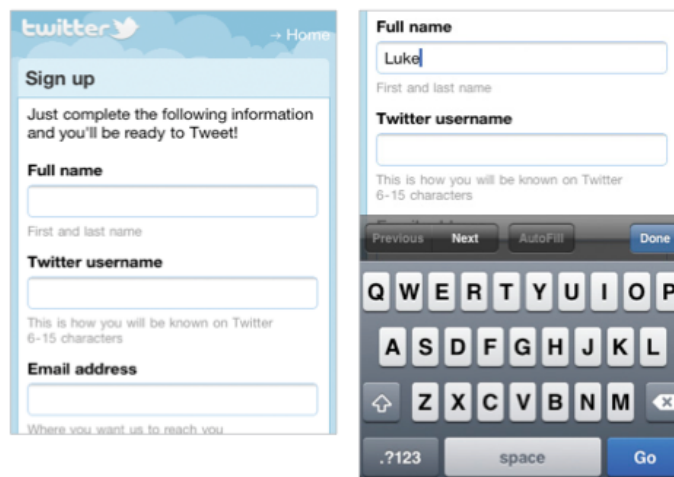 twitter
→ Home
Sign up
Just complete the following information
and you'll be ready to Tweet!
Full name
First and last name
Twitter username
This is how you will be known on Twitter
6-15 characters
Email address
Where you want us to reach you
Full name
Luke
First and last name
Twitter username
This is how you will be known on Twitter
6-15 characters
Previous Next AutoFill Done
Q W E R T Y U I O P
A S D F G H J K L
Z X C V B N M
.?123 space Go